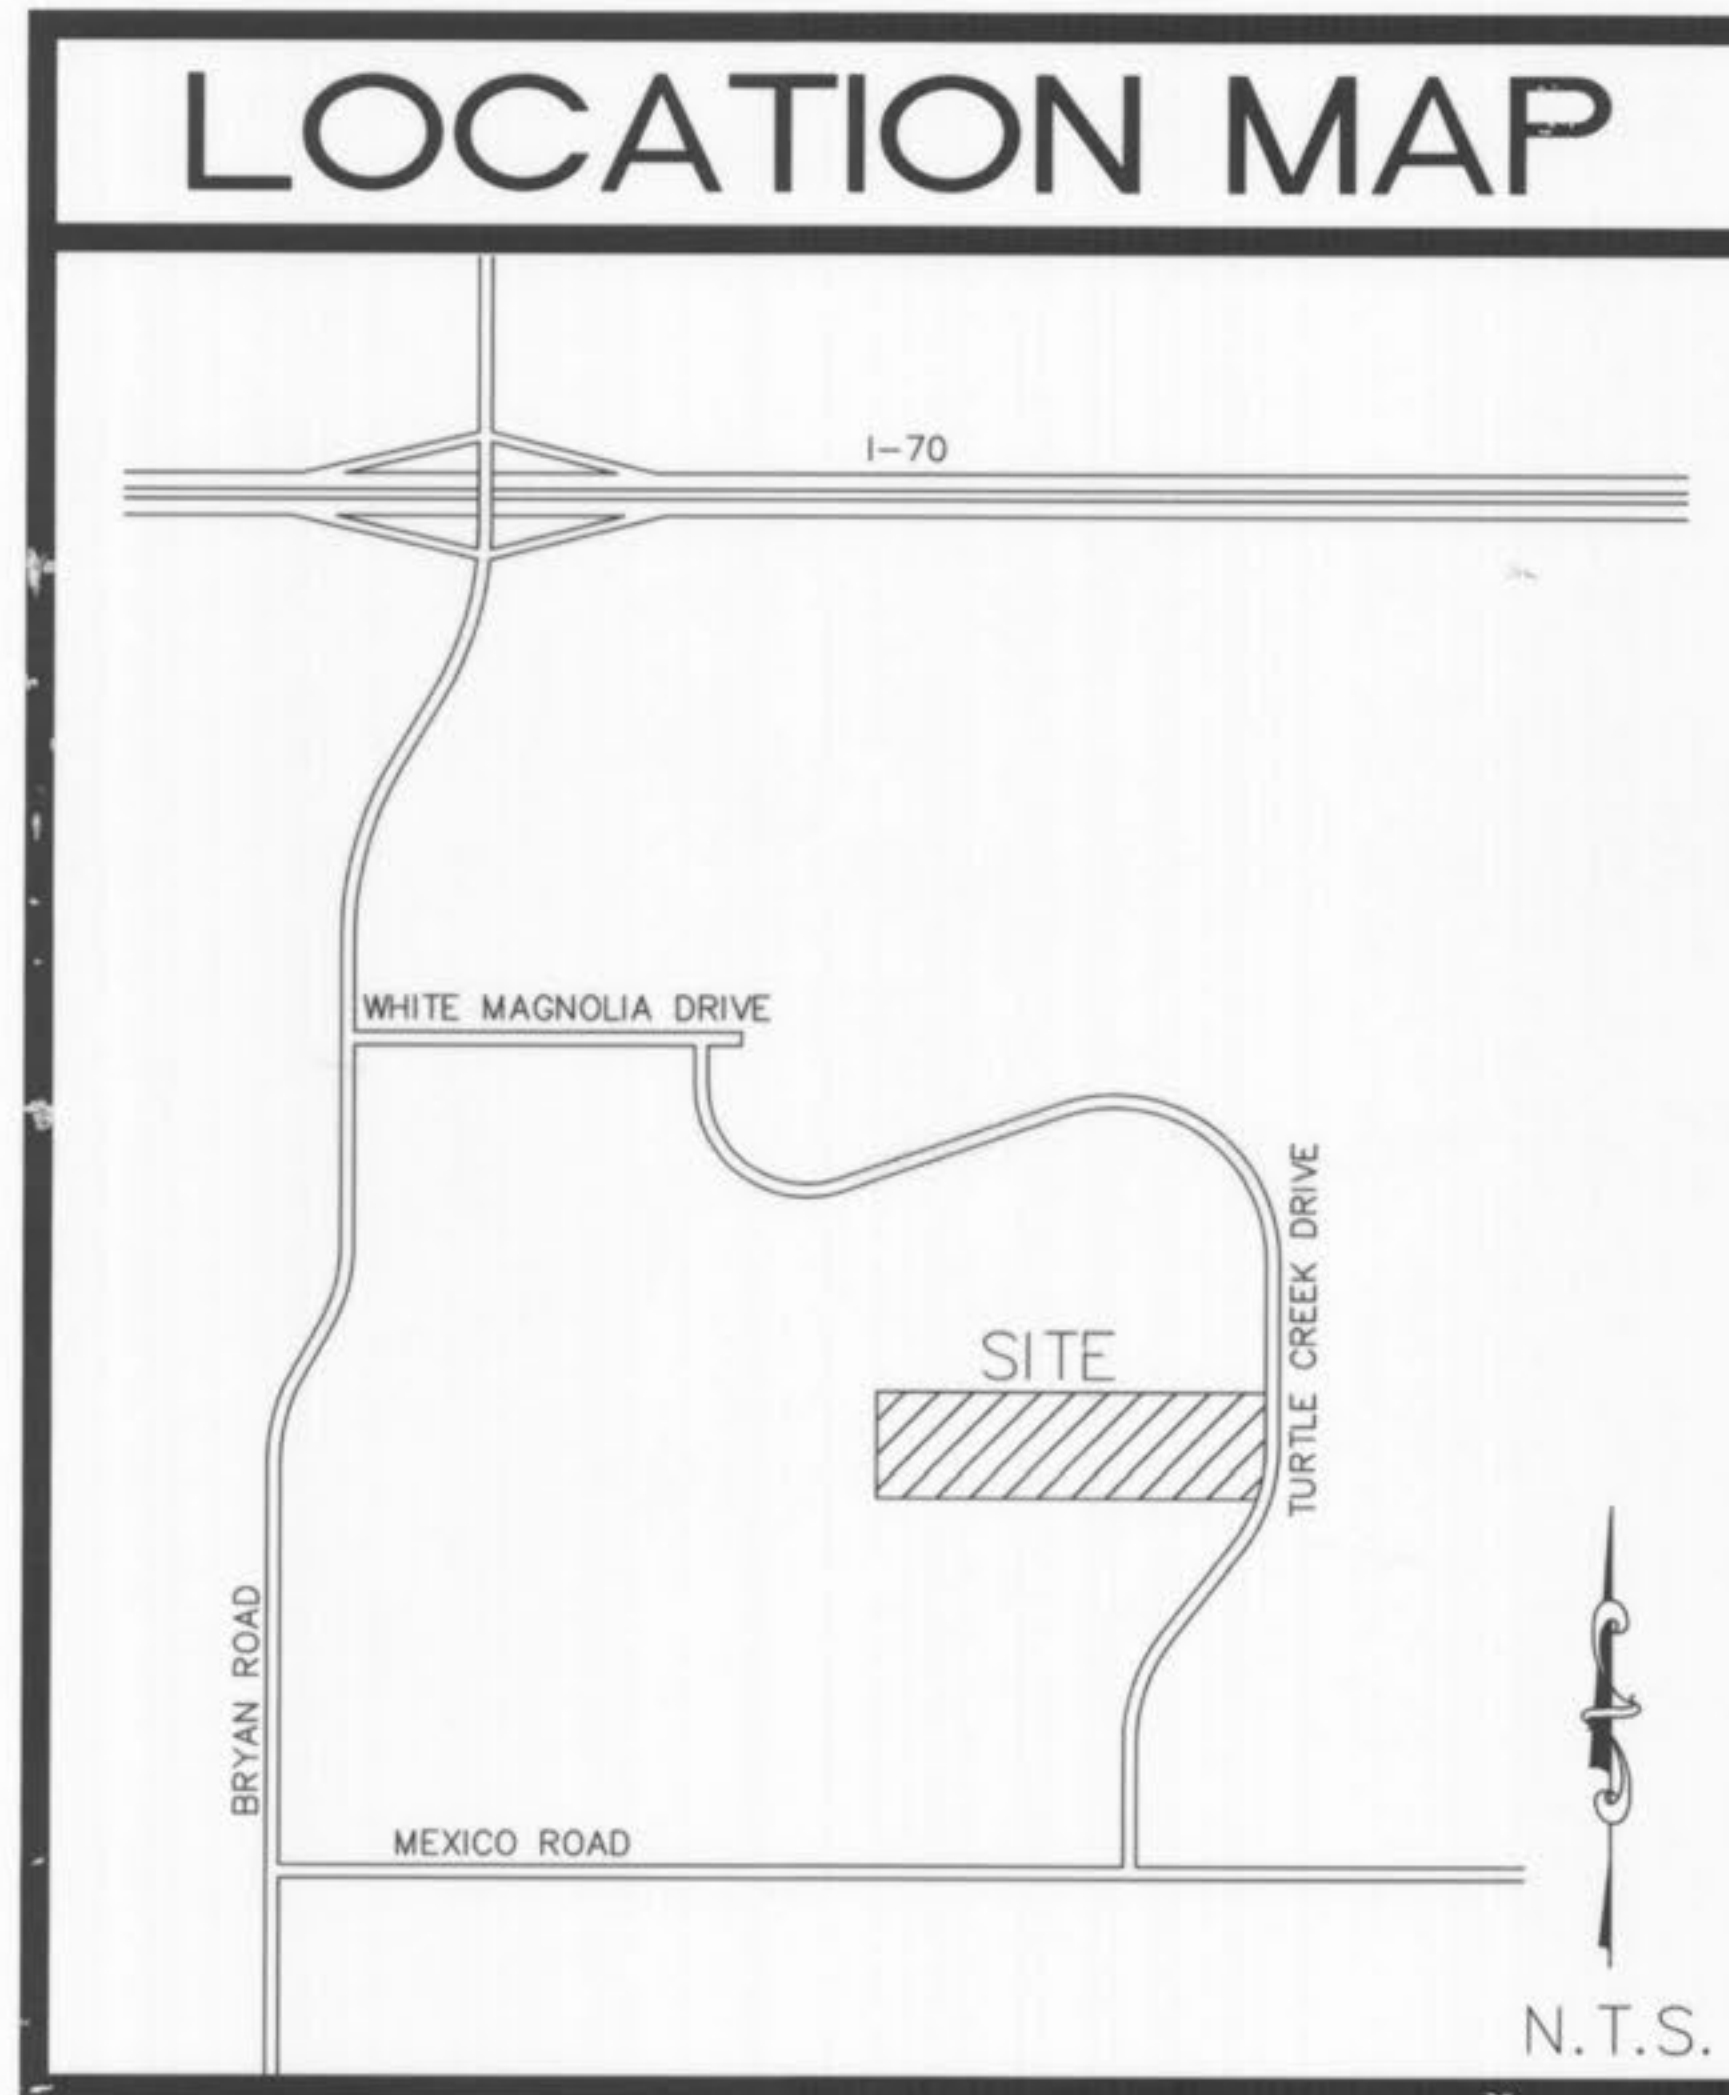 LOCATION MAP
I-70
WHITE MAGNOLIA DRIVE
TURTLE CREEK DRIVE
SITE
BRYAN ROAD
MEXICO ROAD
N.T.S.